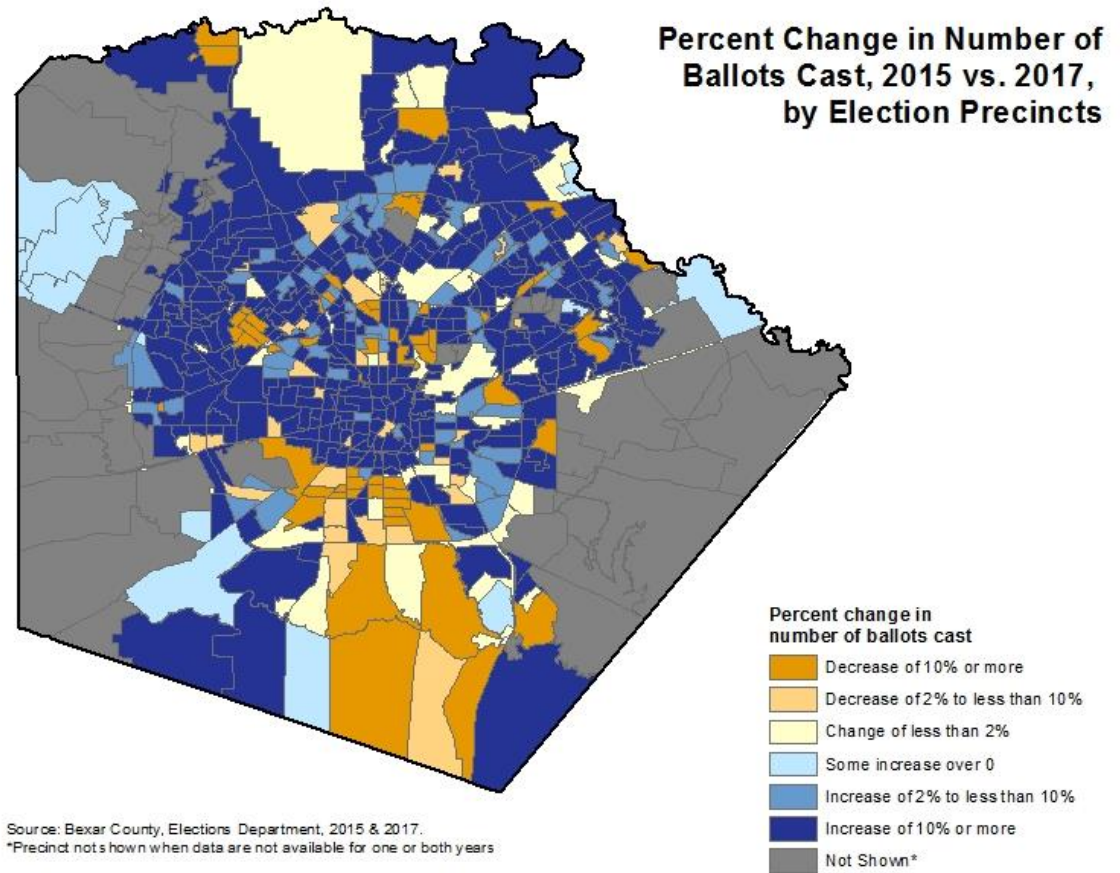 Percent Change in Number of
Ballots Cast, 2015 vs. 2017,
by Election Precincts
Percent change in
number of ballots cast
Decrease of 10% or more
Decrease of 2% to less than 10%
Change of less than 2%
Some increase over 0
Increase of 2% to less than 10%
Increase of 10% or more
Not Shown*
Source: Bexar County, Elections Department, 2015 & 2017.
*Precinct not shown when data are not available for one or both years